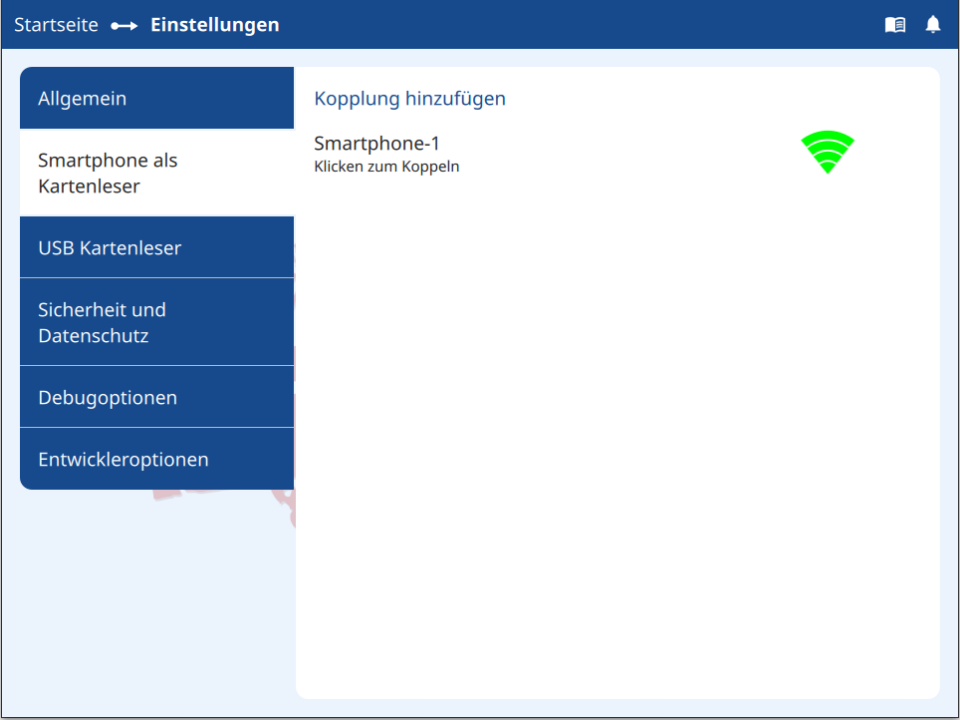 Startseite Einstellungen
Allgemein
Smartphone als
Kartenleser
USB Kartenleser
Sicherheit und
Datenschutz
Debugoptionen
Entwickleroptionen
Kopplung hinzufügen
Smartphone-1
Klicken zum Koppeln